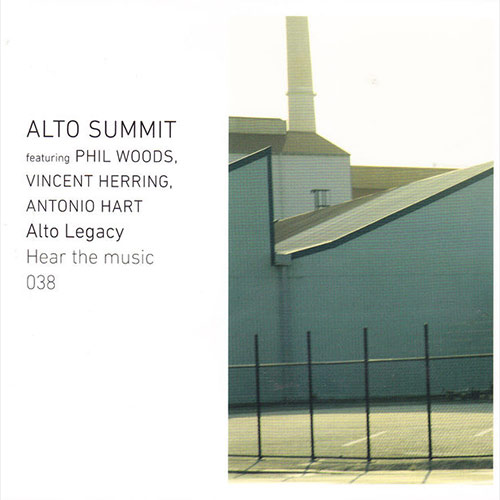 ALTO SUMMIT
featuring PHIL WOODS,
VINCENT HERRING,
ANTONIO HART
Alto Legacy
Hear the music
038